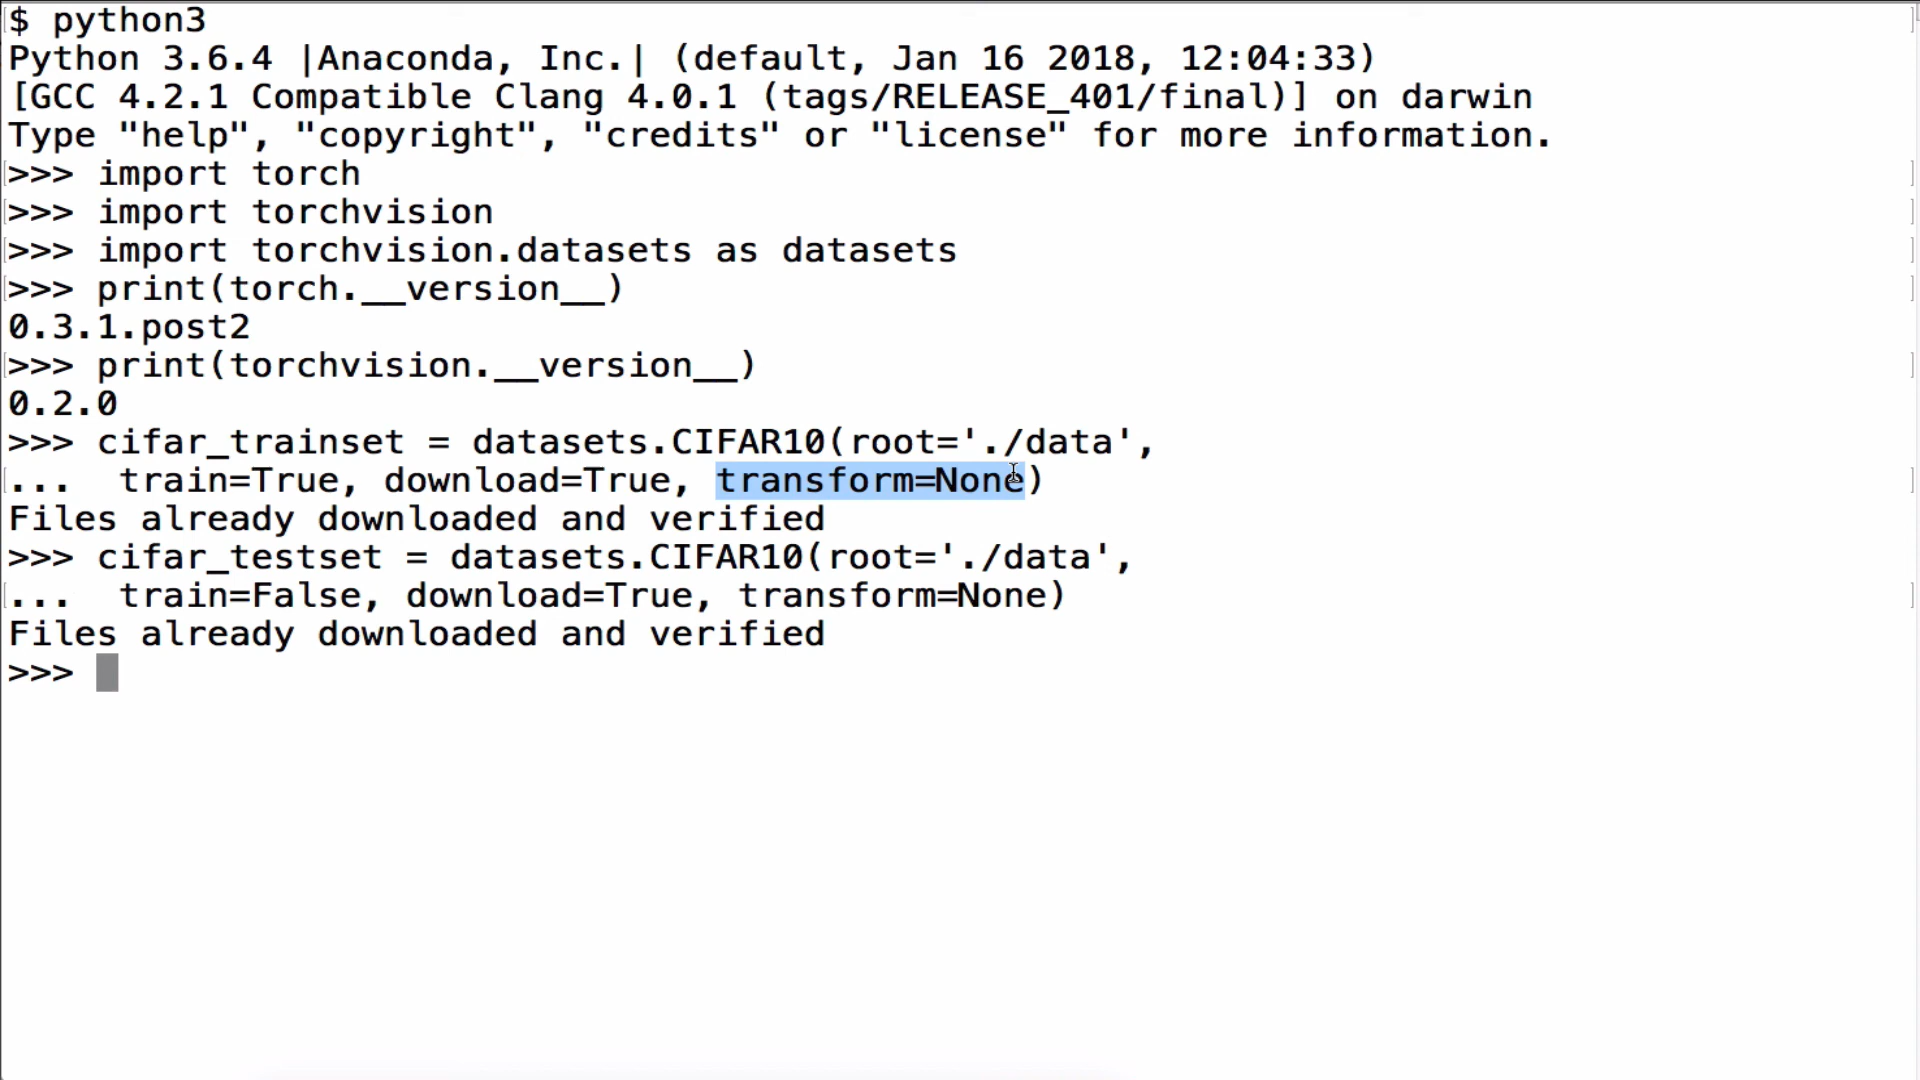 $ python3
Python 3.6.4 |Anaconda, Inc.| (default, Jan 16 2018, 12:04:33)
[GCC 4.2.1 Compatible Clang 4.0.1 (tags/RELEASE_401/final)] on darwin
Type "help", "copyright", "credits" or "license" for more information.
>>> import torch
>>> import torchvision
>>> import torchvision.datasets as datasets
>>> print(torch.__version__)
0.3.1.post2
>>> print(torchvision.__version__)
0.2.0
>>> cifar_trainset = datasets.CIFAR10(root='./data',
...  train=True, download=True, transform=None)
Files already downloaded and verified
>>> cifar_testset = datasets.CIFAR10(root='./data',
...  train=False, download=True, transform=None)
Files already downloaded and verified
>>>